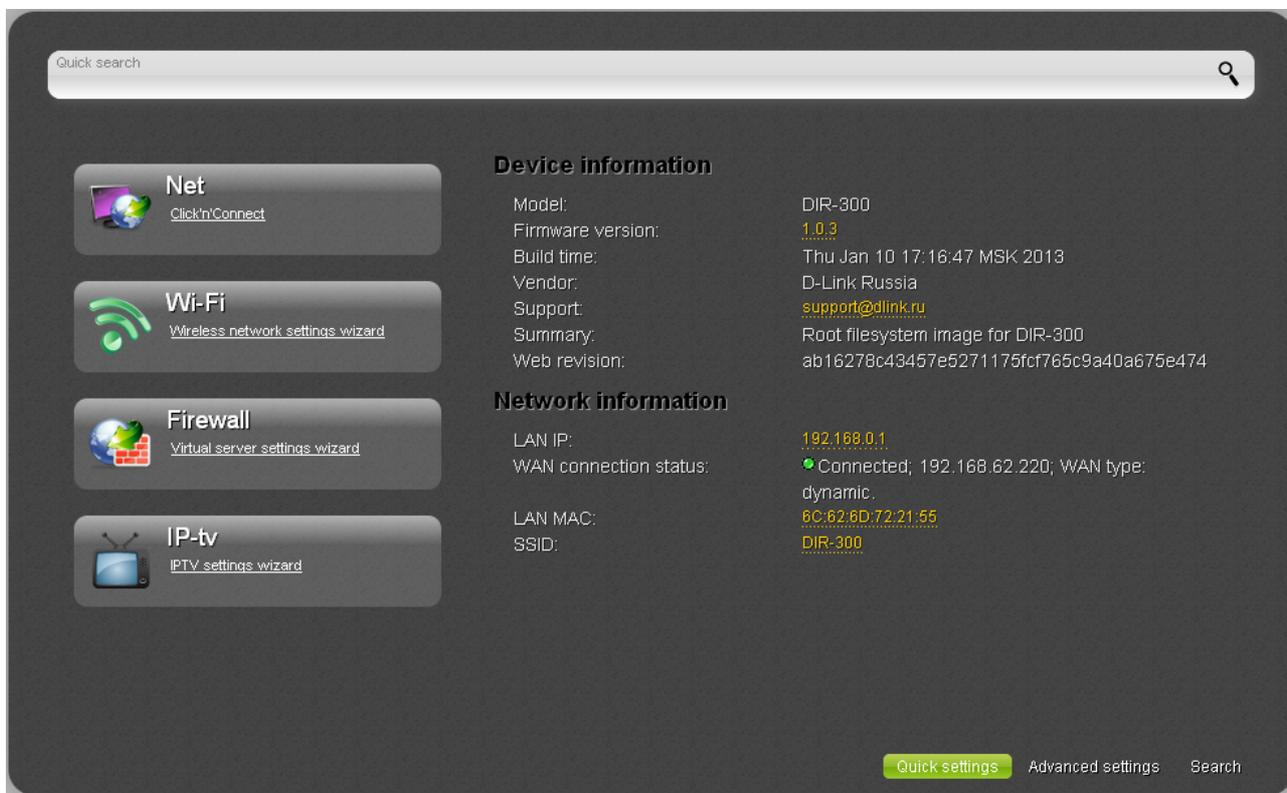 Quick search
Net
Click'n'Connect
Wi-Fi
Wireless network settings wizard
Firewall
Virtual server settings wizard
IP-tv
IPTV settings wizard
Device information
Model: DIR-300
Firmware version: 1.0.3
Build time: Thu Jan 10 17:16:47 MSK 2013
Vendor: D-Link Russia
Support: support@dlink.ru
Summary: Root filesystem image for DIR-300
Web revision: ab16278c43457e5271175fcf765c9a40a675e474
Network information
LAN IP: 192.168.0.1
WAN connection status: Connected; 192.168.62.220; WAN type:
dynamic.
LAN MAC: 6C:62:6D:72:21:55
SSID: DIR-300
Quick settings Advanced settings Search